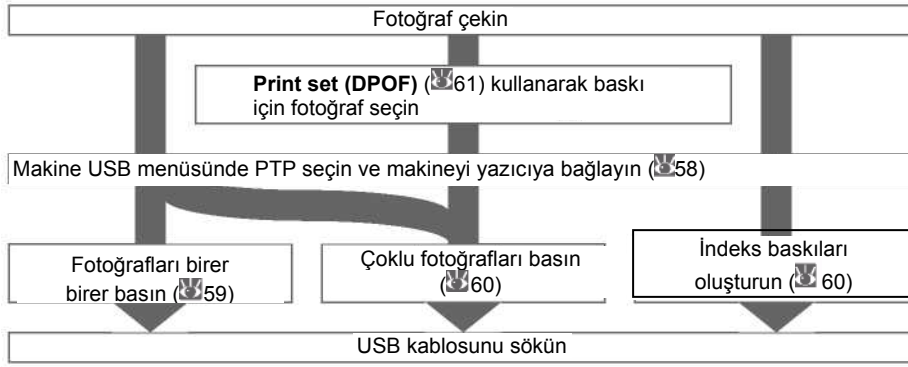 Fotoğraf çekin
Print set (DPOF) (61) kullanarak baskı
için fotoğraf seçin
Makine USB menüsünde PTP seçin ve makineyi yazıcıya bağlayın (58)
Fotoğrafları birer
birer basın (59)
Çoklu fotoğrafları basın
(60)
İndeks baskıları
oluşturun ( 60)
USB kablosunu sökün